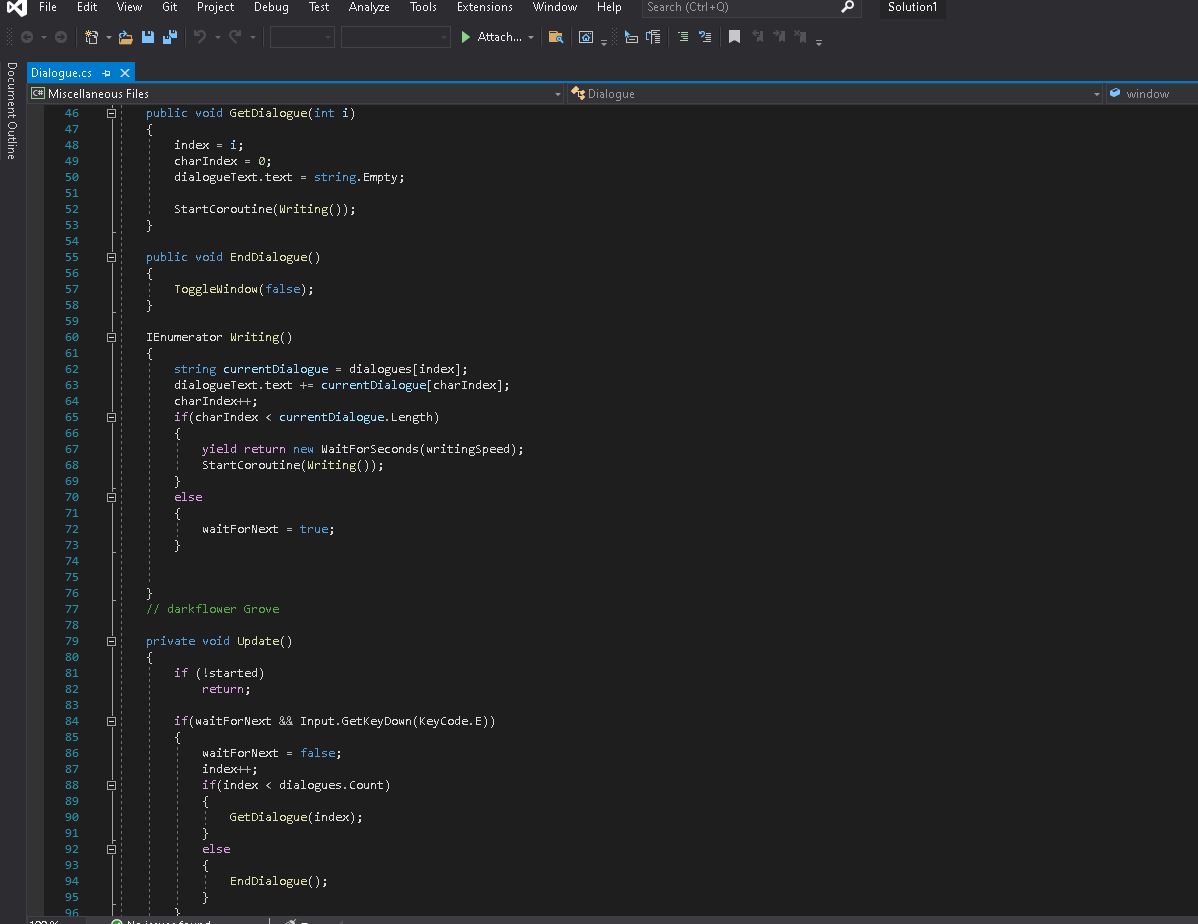 File Edit View Git Project Debug Test Analyze Tools Extensions Window Help Search (Ctrl+Q) Solution1
Attach...
Document Outline
Dialogue.cs
C# Miscellaneous Files Dialogue window
46 public void GetDialogue(int i)
47 {
48 index = i;
49 charIndex = 0;
50 dialogueText.text = string.Empty;
51
52 StartCoroutine(Writing());
53 }
54
55 public void EndDialogue()
56 {
57 ToggleWindow(false);
58 }
59
60 IEnumerator Writing()
61 {
62 string currentDialogue = dialogues[index];
63 dialogueText.text += currentDialogue[charIndex];
64 charIndex++;
65 if(charIndex < currentDialogue.Length)
66 {
67 yield return new WaitForSeconds(writingSpeed);
68 StartCoroutine(Writing());
69 }
70 else
71 {
72 waitForNext = true;
73 }
74
75
76 }
77 // darkflower Grove
78
79 private void Update()
80 {
81 if (!started)
82 return;
83
84 if(waitForNext && Input.GetKeyDown(KeyCode.E))
85 {
86 waitForNext = false;
87 index++;
88 if(index < dialogues.Count)
89 {
90 GetDialogue(index);
91 }
92 else
93 {
94 EndDialogue();
95 }
96 }